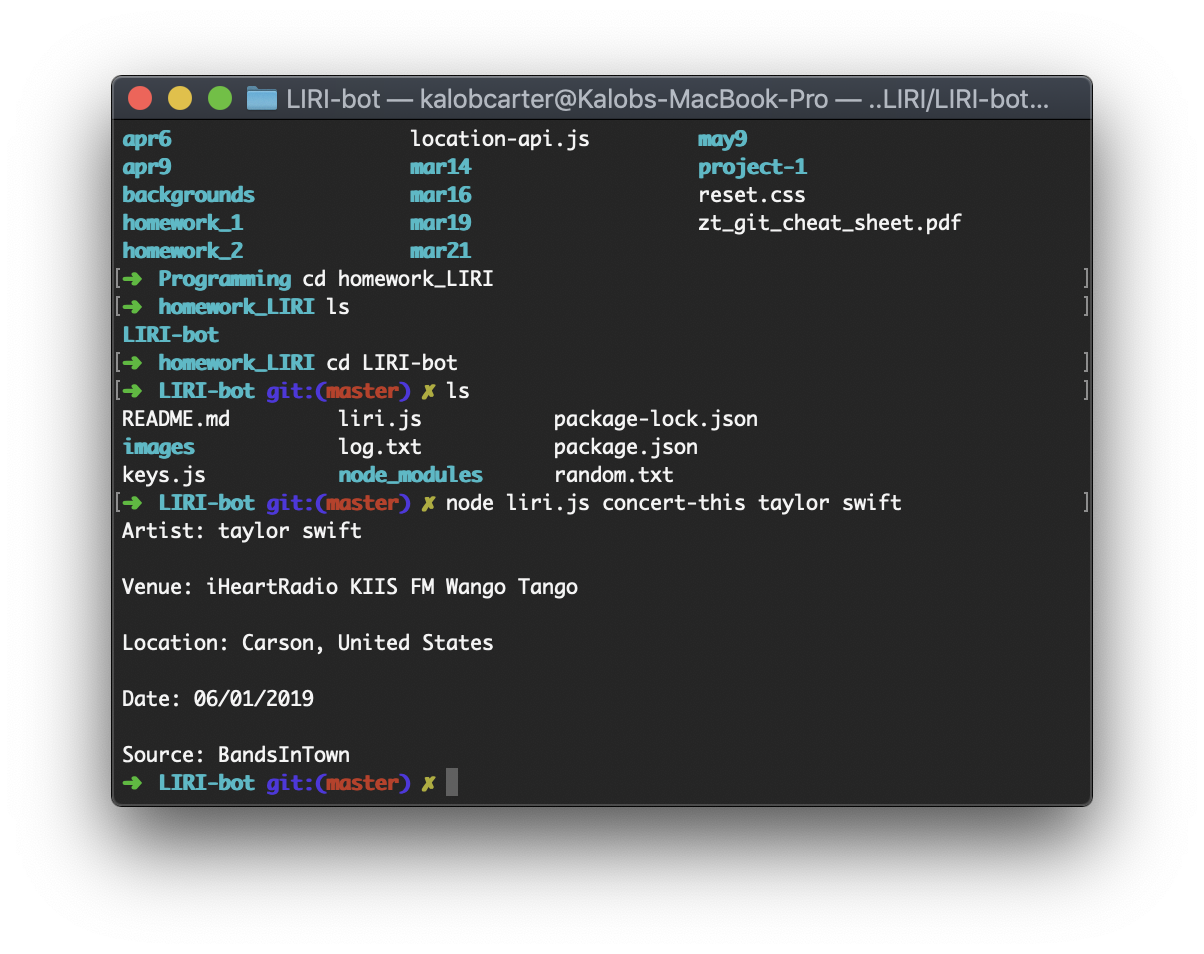 LIRI-bot — kalobcarter@Kalobs-MacBook-Pro — ..LIRI/LIRI-bot...
apr6 location-api.js may9
apr9 mar14 project-1
backgrounds mar16 reset.css
homework_1 mar19 zt_git_cheat_sheet.pdf
homework_2 mar21
[➜ Programming cd homework_LIRI ]
[➜ homework_LIRI ls ]
LIRI-bot
[➜ homework_LIRI cd LIRI-bot ]
[➜ LIRI-bot git:(master) ✗ ls ]
README.md liri.js package-lock.json
images log.txt package.json
keys.js node_modules random.txt
[➜ LIRI-bot git:(master) ✗ node liri.js concert-this taylor swift ]
Artist: taylor swift
Venue: iHeartRadio KIIS FM Wango Tango
Location: Carson, United States
Date: 06/01/2019
Source: BandsInTown
➜ LIRI-bot git:(master) ✗